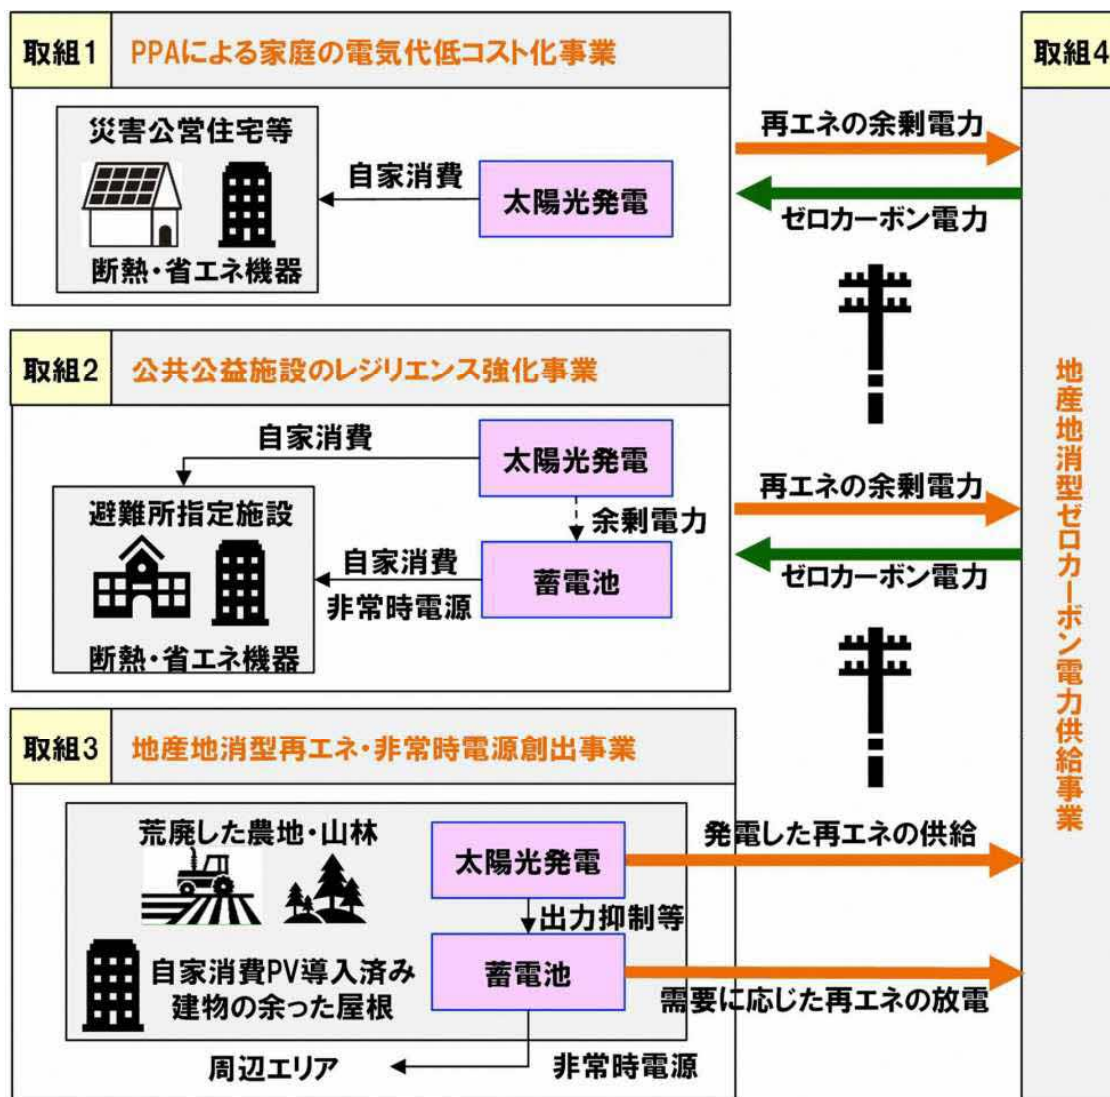 取組1
PPAによる家庭の電気代低コスト化事業
災害公営住宅等
断熱・省エネ機器
自家消費
太陽光発電
再エネの余剰電力
ゼロカーボン電力
取組2
公共公益施設のレジリエンス強化事業
自家消費
太陽光発電
余剰電力
避難所指定施設
断熱・省エネ機器
自家消費
非常時電源
蓄電池
再エネの余剰電力
ゼロカーボン電力
取組3
地産地消型再エネ・非常時電源創出事業
荒廃した農地・山林
太陽光発電
出力抑制等
自家消費PV導入済み
建物の余った屋根
蓄電池
周辺エリア
非常時電源
発電した再エネの供給
需要に応じた再エネの放電
取組4
地産地消型ゼロカーボン電力供給事業